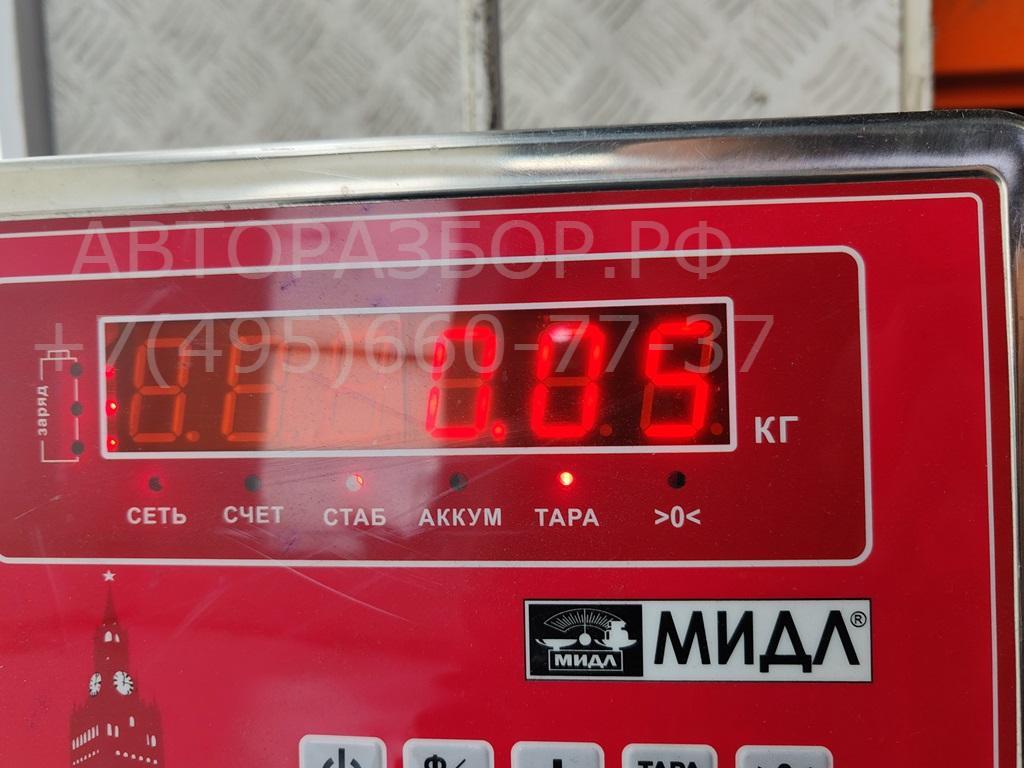 АВТОРАЗБОР.РФ
+7(495)660-77-37
заряд
0.05
КГ
СЕТЬ СЧЕТ СТАБ АККУМ ТАРА >0<
МИДЛ МИДЛ®
ТАРА